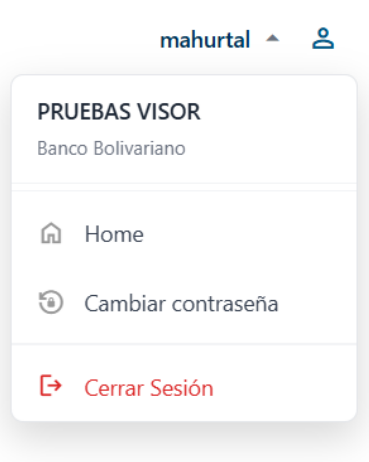 mahurtal
PRUEBAS VISOR
Banco Bolivariano
Home
Cambiar contraseña
Cerrar Sesión